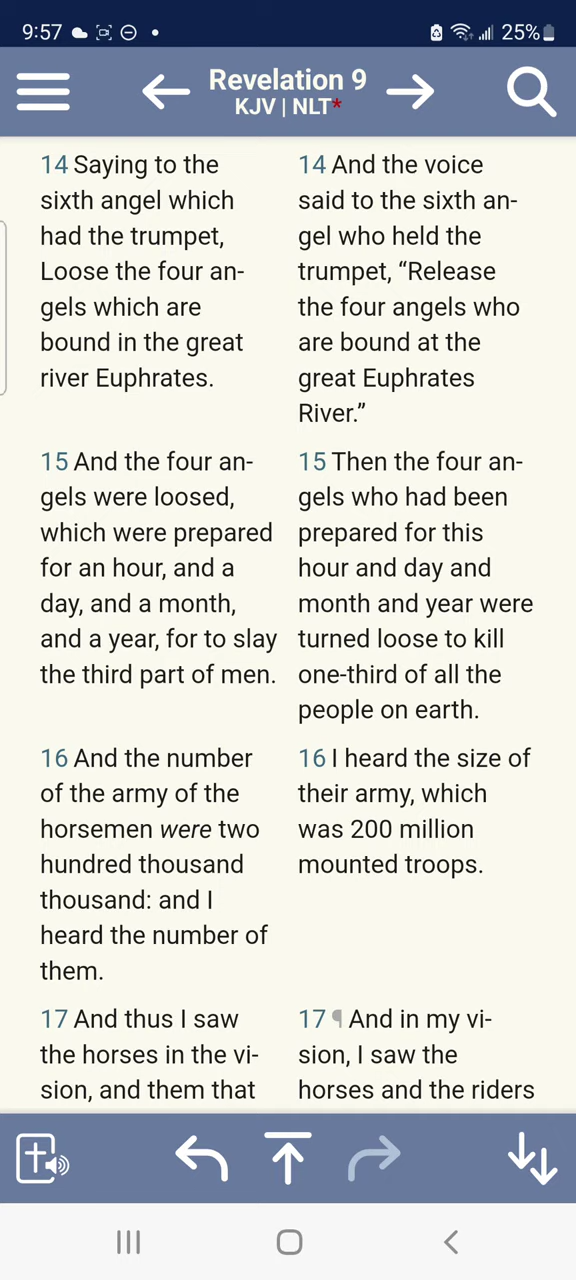 9:57
25%
Revelation 9
KJV | NLT*
14 Saying to the
sixth angel which
had the trumpet,
Loose the four an-
gels which are
bound in the great
river Euphrates.
14 And the voice
said to the sixth an-
gel who held the
trumpet, “Release
the four angels who
are bound at the
great Euphrates
River.”
15 And the four an-
gels were loosed,
which were prepared
for an hour, and a
day, and a month,
and a year, for to slay
the third part of men.
15 Then the four an-
gels who had been
prepared for this
hour and day and
month and year were
turned loose to kill
one-third of all the
people on earth.
16 And the number
of the army of the
horsemen were two
hundred thousand
thousand: and I
heard the number of
them.
16 I heard the size of
their army, which
was 200 million
mounted troops.
17 And thus I saw
the horses in the vi-
sion, and them that
17 ¶ And in my vi-
sion, I saw the
horses and the riders